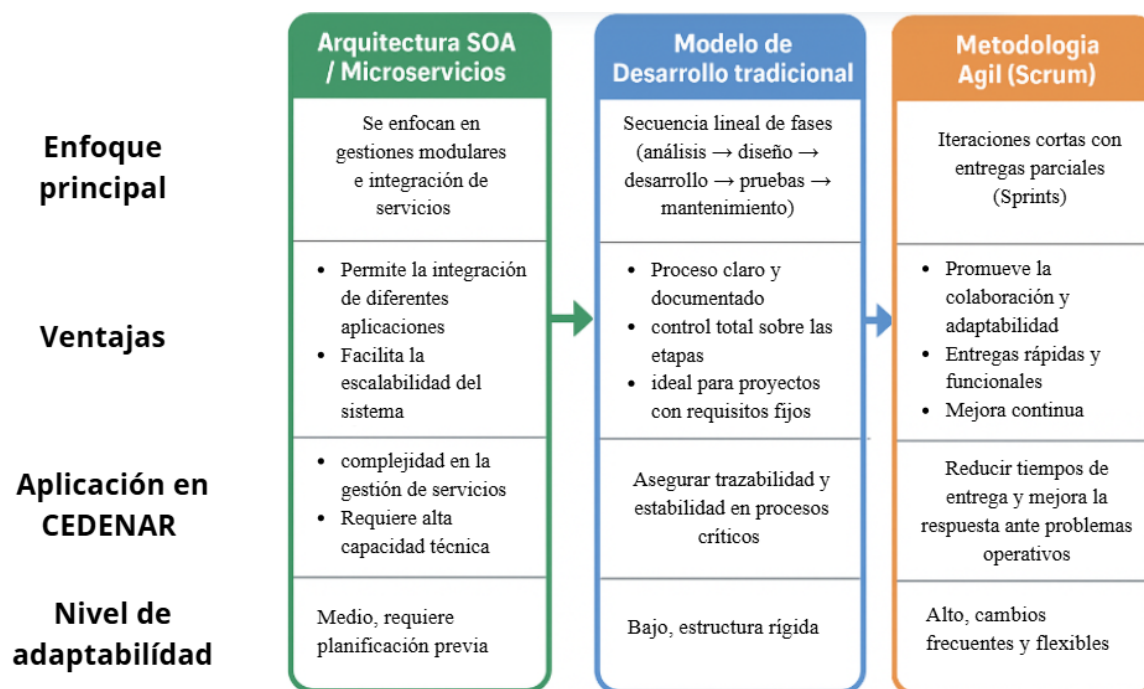 Arquitectura SOA
/ Microservicios
Modelo de
Desarrollo tradicional
Metodologia
Agil (Scrum)
Enfoque
principal
Se enfocan en
gestiones modulares
e integración de
servicios
Secuencia lineal de fases
(análisis → diseño →
desarrollo → pruebas →
mantenimiento)
Iteraciones cortas con
entregas parciales
(Sprints)
Ventajas
• Permite la integración
de diferentes
aplicaciones
• Facilita la
escalabilidad del
sistema
• Proceso claro y
documentado
• control total sobre las
etapas
• ideal para proyectos
con requisitos fijos
• Promueve la
colaboración y
adaptabilidad
• Entregas rápidas y
funcionales
• Mejora continua
Aplicación en
CEDENAR
• complejidad en la
gestión de servicios
• Requiere alta
capacidad técnica
Asegurar trazabilidad y
estabilidad en procesos
críticos
Reducir tiempos de
entrega y mejora la
respuesta ante problemas
operativos
Nivel de
adaptabilídad
Medio, requiere
planificación previa
Bajo, estructura rígida
Alto, cambios
frecuentes y flexibles